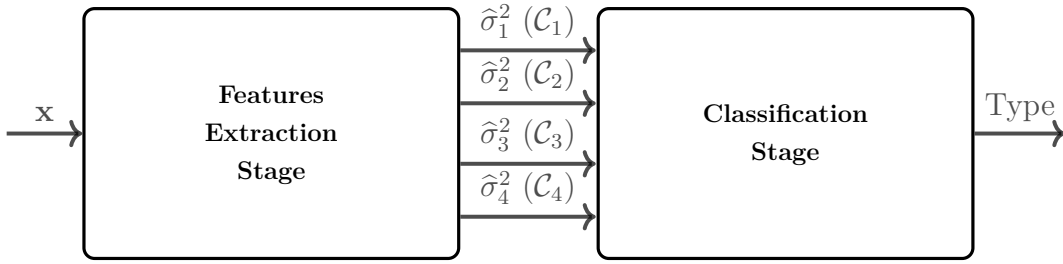 x
Features
Extraction
Stage
σ̂₁² (𝒞₁)
σ̂₂² (𝒞₂)
σ̂₃² (𝒞₃)
σ̂₄² (𝒞₄)
Classification
Stage
Type